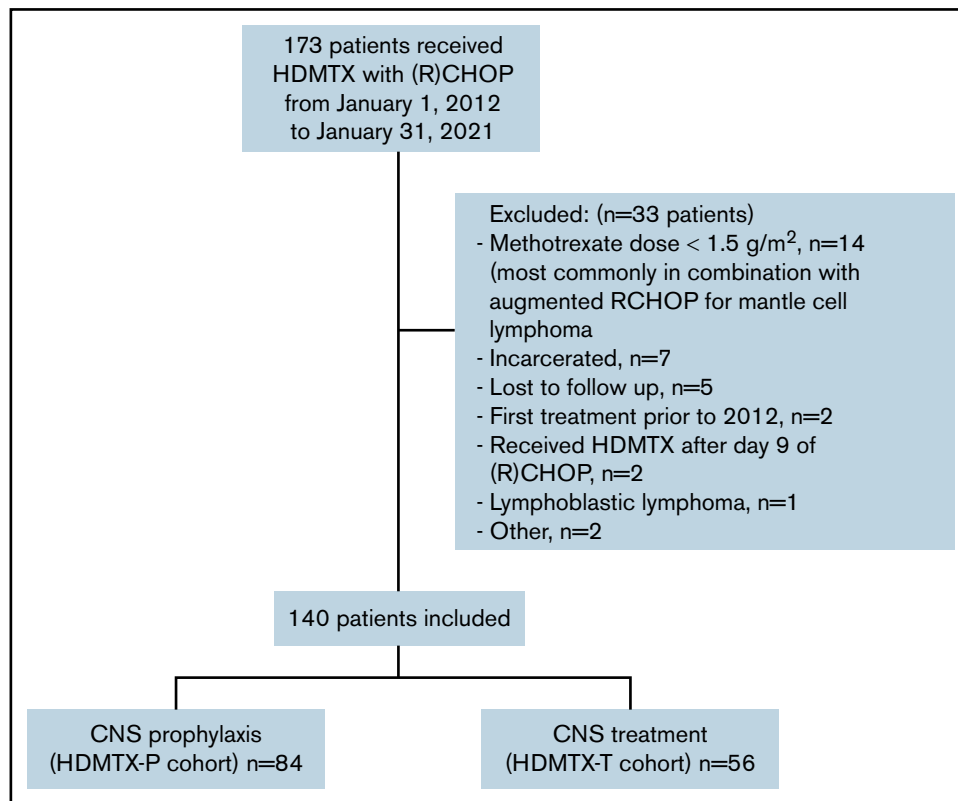 173 patients received
HDMTX with (R)CHOP
from January 1, 2012
to January 31, 2021
Excluded: (n=33 patients)
- Methotrexate dose < 1.5 g/m², n=14
(most commonly in combination with
augmented RCHOP for mantle cell
lymphoma
- Incarcerated, n=7
- Lost to follow up, n=5
- First treatment prior to 2012, n=2
- Received HDMTX after day 9 of
(R)CHOP, n=2
- Lymphoblastic lymphoma, n=1
- Other, n=2
140 patients included
CNS prophylaxis
(HDMTX-P cohort) n=84
CNS treatment
(HDMTX-T cohort) n=56